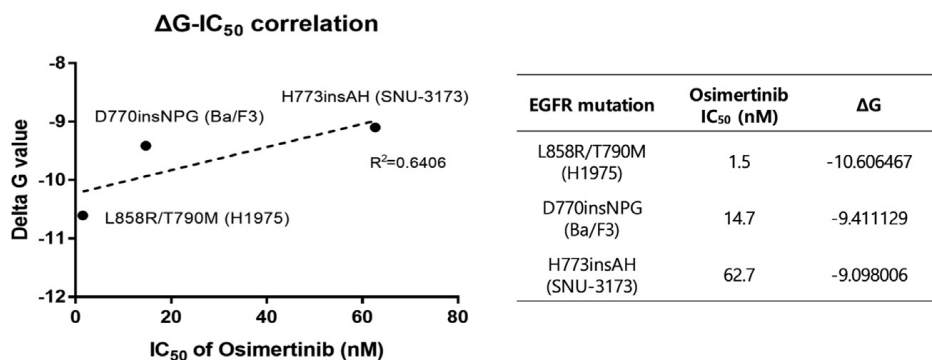 ΔG-IC50 correlation
Delta G value
-8
-9
-10
-11
-12
H773insAH (SNU-3173)
D770insNPG (Ba/F3)
R²=0.6406
L858R/T790M (H1975)
0 20 40 60 80
IC50 of Osimertinib (nM)
EGFR mutation Osimertinib IC50 (nM) ΔG
L858R/T790M (H1975) 1.5 -10.606467
D770insNPG (Ba/F3) 14.7 -9.411129
H773insAH (SNU-3173) 62.7 -9.098006